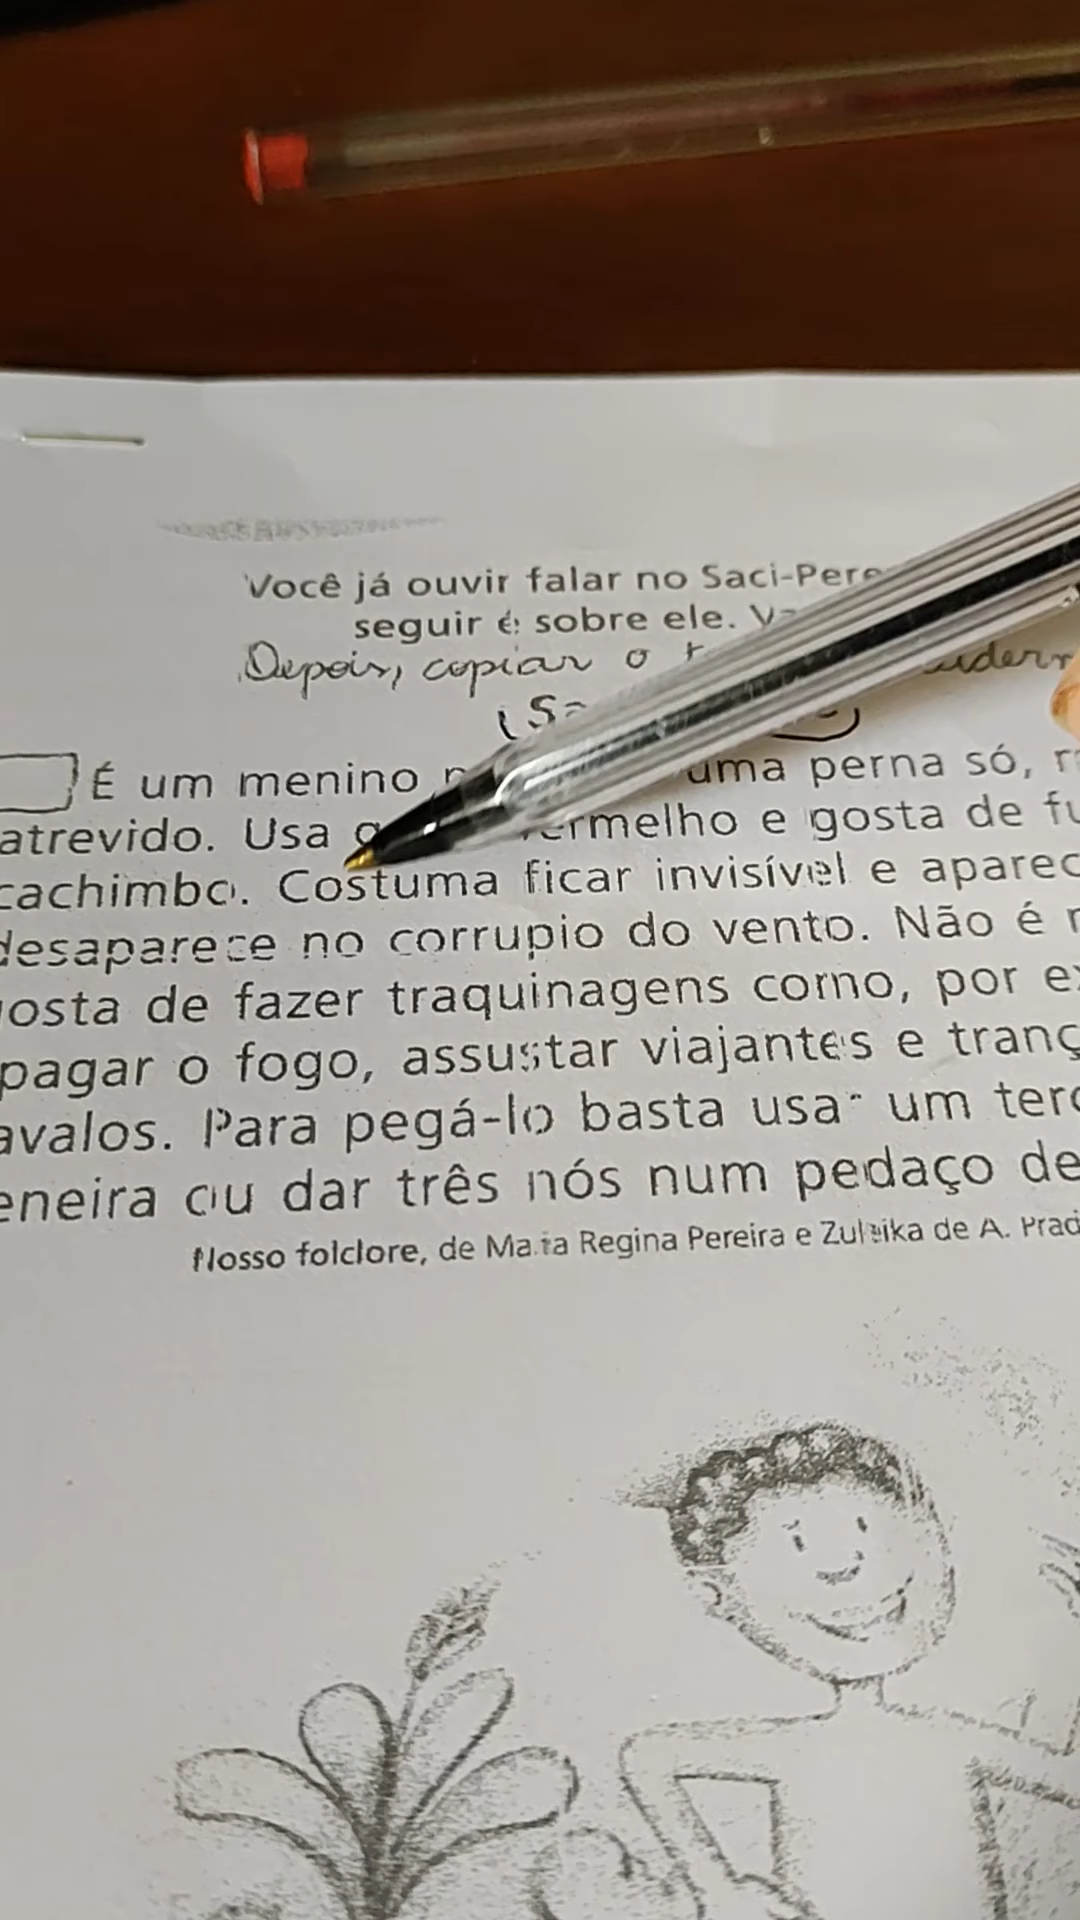 Você já ouvir falar no Saci-Pere
seguir é sobre ele.
Depois, copiar o
É um menino uma perna só,
atrevido. Usa vermelho e gosta de
cachimbo. Costuma ficar invisível e aparec
desaparece no corrupio do vento. Não é
osta de fazer traquinagens como, por ex
pagar o fogo, assustar viajantes e tranç
avalos. Para pegá-lo basta usar um terç
eneira ou dar três nós num pedaço de
Nosso folclore, de Maria Regina Pereira e Zuleika de A. Prad